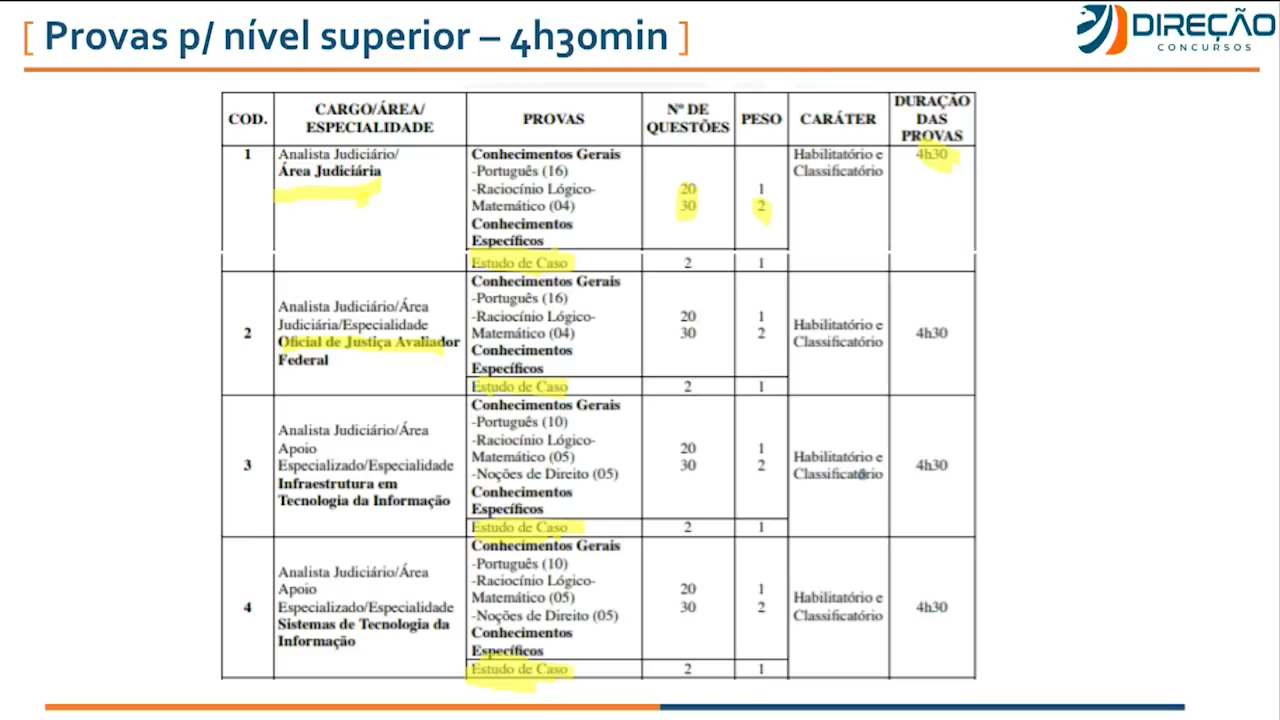 [ Provas p/ nível superior – 4h30min ]
DIREÇÃO
CONCURSOS
COD.
CARGO/ÁREA/
ESPECIALIDADE
PROVAS
Nº DE
QUESTÕES
PESO
CARÁTER
DURAÇÃO
DAS
PROVAS
1
Analista Judiciário/
Área Judiciária
Conhecimentos Gerais
-Português (16)
-Raciocínio Lógico-
Matemático (04)
Conhecimentos
Específicos
20
30
1
2
Habilitatório e
Classificatório
4h30
Estudo de Caso
2
1
2
Analista Judiciário/Área
Judiciária/Especialidade
Oficial de Justiça Avaliador
Federal
Conhecimentos Gerais
-Português (16)
-Raciocínio Lógico-
Matemático (04)
Conhecimentos
Específicos
20
30
1
2
Habilitatório e
Classificatório
4h30
Estudo de Caso
2
1
3
Analista Judiciário/Área
Apoio
Especializado/Especialidade
Infraestrutura em
Tecnologia da Informação
Conhecimentos Gerais
-Português (10)
-Raciocínio Lógico-
Matemático (05)
-Noções de Direito (05)
Conhecimentos
Específicos
20
30
1
2
Habilitatório e
Classificatório
4h30
Estudo de Caso
2
1
4
Analista Judiciário/Área
Apoio
Especializado/Especialidade
Sistemas de Tecnologia da
Informação
Conhecimentos Gerais
-Português (10)
-Raciocínio Lógico-
Matemático (05)
-Noções de Direito (05)
Conhecimentos
Específicos
20
30
1
2
Habilitatório e
Classificatório
4h30
Estudo de Caso
2
1